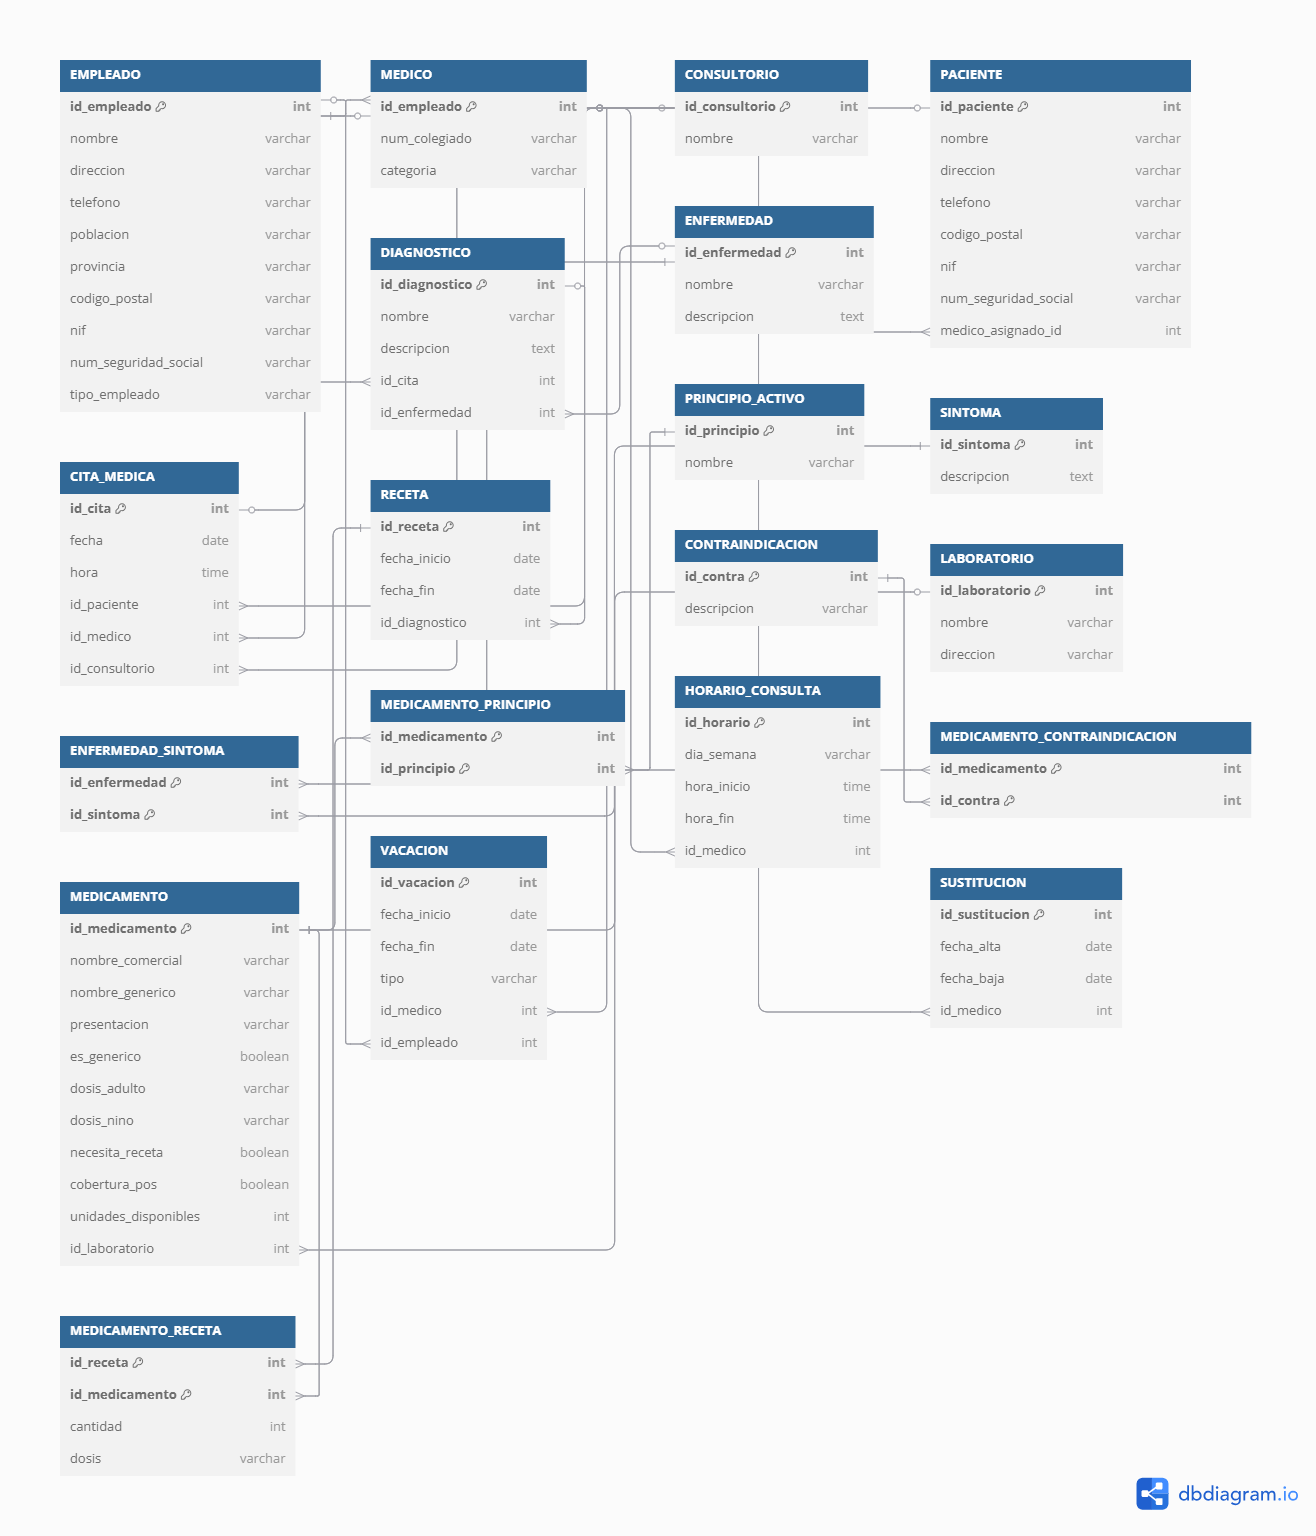 EMPLEADO
id_empleado int
nombre varchar
direccion varchar
telefono varchar
poblacion varchar
provincia varchar
codigo_postal varchar
nif varchar
num_seguridad_social varchar
tipo_empleado varchar
MEDICO
id_empleado int
num_colegiado varchar
categoria varchar
CONSULTORIO
id_consultorio int
nombre varchar
PACIENTE
id_paciente int
nombre varchar
direccion varchar
telefono varchar
codigo_postal varchar
nif varchar
num_seguridad_social varchar
medico_asignado_id int
DIAGNOSTICO
id_diagnostico int
nombre varchar
descripcion text
id_cita int
id_enfermedad int
ENFERMEDAD
id_enfermedad int
nombre varchar
descripcion text
PRINCIPIO_ACTIVO
id_principio int
nombre varchar
SINTOMA
id_sintoma int
descripcion text
CITA_MEDICA
id_cita int
fecha date
hora time
id_paciente int
id_medico int
id_consultorio int
RECETA
id_receta int
fecha_inicio date
fecha_fin date
id_diagnostico int
CONTRAINDICACION
id_contra int
descripcion varchar
LABORATORIO
id_laboratorio int
nombre varchar
direccion varchar
MEDICAMENTO_PRINCIPIO
id_medicamento int
id_principio int
HORARIO_CONSULTA
id_horario int
dia_semana varchar
hora_inicio time
hora_fin time
id_medico int
MEDICAMENTO_CONTRAINDICACION
id_medicamento int
id_contra int
ENFERMEDAD_SINTOMA
id_enfermedad int
id_sintoma int
VACACION
id_vacacion int
fecha_inicio date
fecha_fin date
tipo varchar
id_medico int
id_empleado int
SUSTITUCION
id_sustitucion int
fecha_alta date
fecha_baja date
id_medico int
MEDICAMENTO
id_medicamento int
nombre_comercial varchar
nombre_generico varchar
presentacion varchar
es_generico boolean
dosis_adulto varchar
dosis_nino varchar
necesita_receta boolean
cobertura_pos boolean
unidades_disponibles int
id_laboratorio int
MEDICAMENTO_RECETA
id_receta int
id_medicamento int
cantidad int
dosis varchar
dbdiagram.io